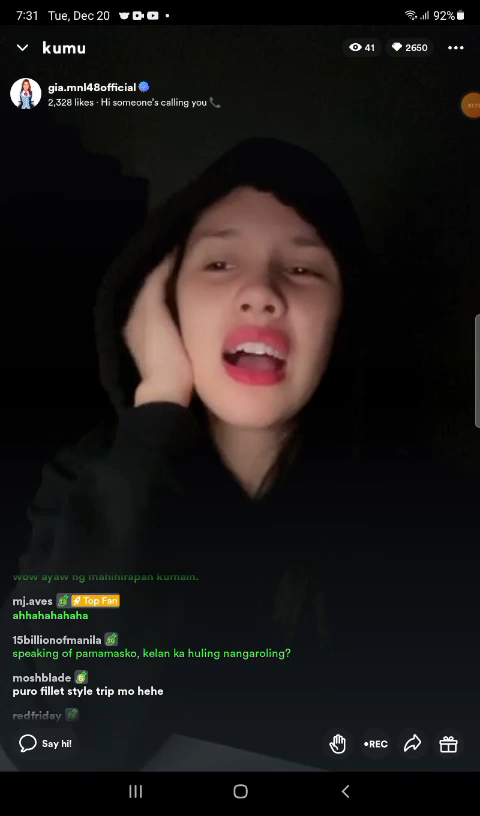 7:31 Tue, Dec 20 92%
kumu 41 2650
gia.mnl48official
2,328 likes · Hi someone's calling you
wow ayaw ng mahihirapan kumain.
mj.aves Top Fan
ahhahahahaha
15billionofmanila
speaking of pamamasko, kelan ka huling nangaroling?
moshblade
puro fillet style trip mo hehe
redfriday
Say hi! •REC